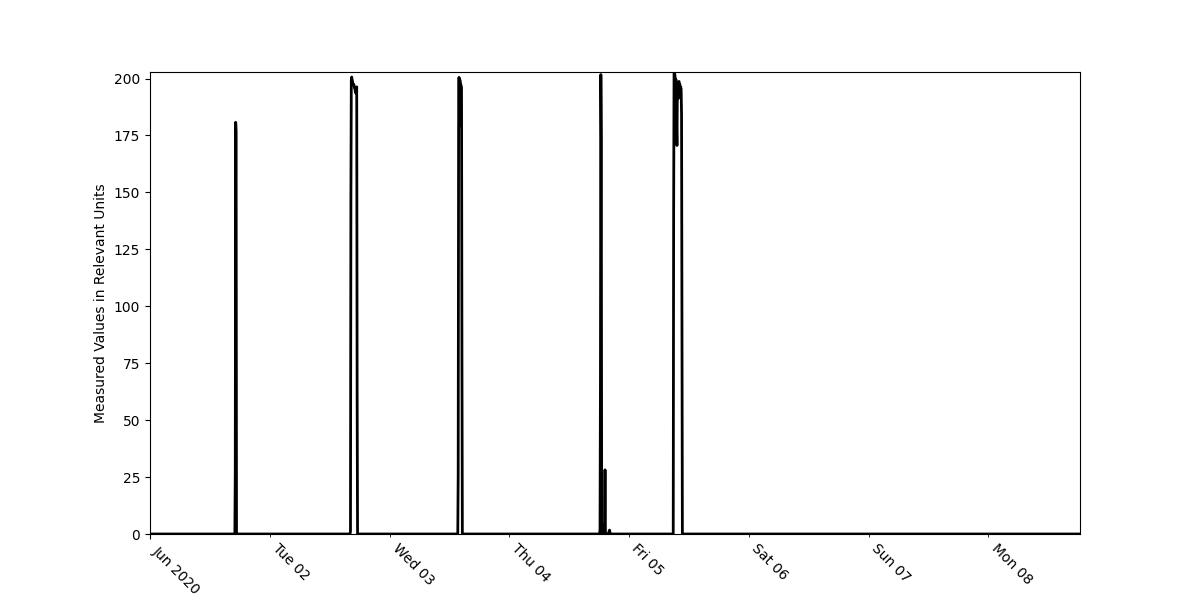 200
175
150
125
100
75
50
25
0
Measured Values in Relevant Units
Jun 2020
Tue 02
Wed 03
Thu 04
Fri 05
Sat 06
Sun 07
Mon 08